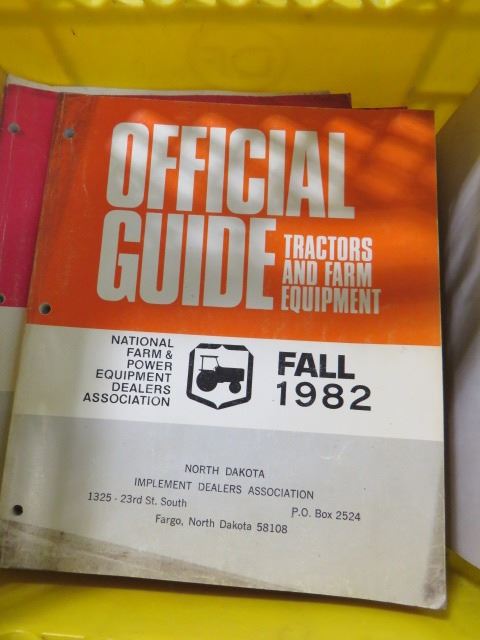 OFFICIAL
GUIDE
TRACTORS
AND FARM
EQUIPMENT
NATIONAL
FARM &
POWER
EQUIPMENT
DEALERS
ASSOCIATION
FALL
1982
NORTH DAKOTA
IMPLEMENT DEALERS ASSOCIATION
1325 - 23rd St. South P.O. Box 2524
Fargo, North Dakota 58108